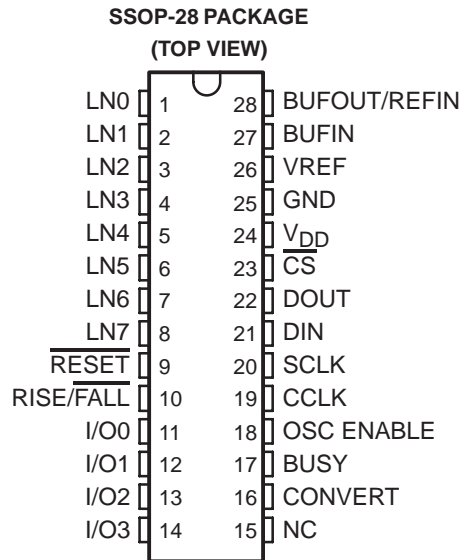 SSOP-28 PACKAGE
(TOP VIEW)
LN0 1 28 BUFOUT/REFIN
LN1 2 27 BUFIN
LN2 3 26 VREF
LN3 4 25 GND
LN4 5 24 VDD
LN5 6 23 CS
LN6 7 22 DOUT
LN7 8 21 DIN
RESET 9 20 SCLK
RISE/FALL 10 19 CCLK
I/O0 11 18 OSC ENABLE
I/O1 12 17 BUSY
I/O2 13 16 CONVERT
I/O3 14 15 NC